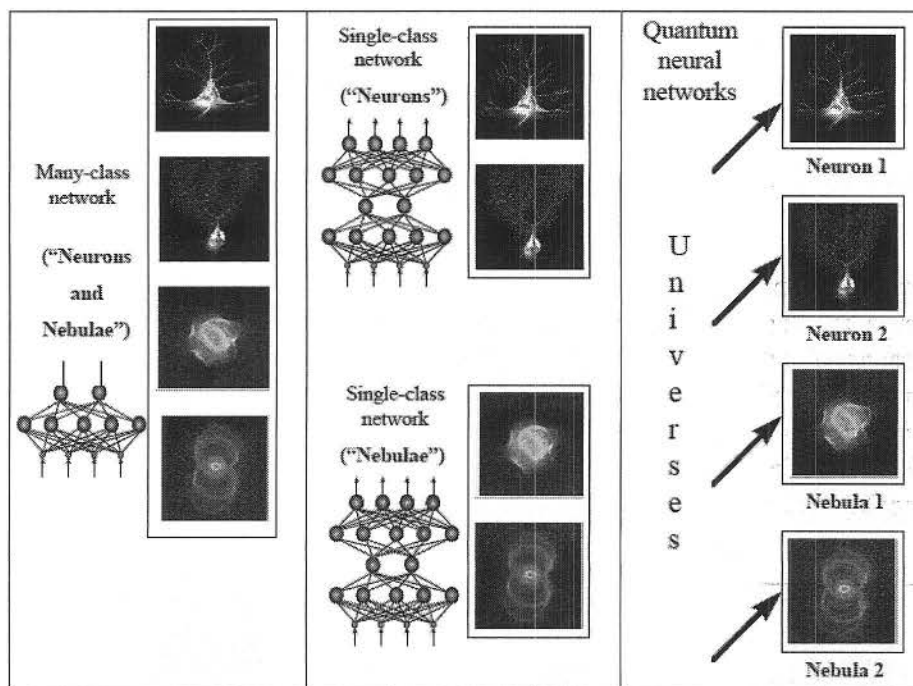 Many-class
network
("Neurons
and
Nebulae")
Single-class
network
("Neurons")
Single-class
network
("Nebulae")
Quantum
neural
networks
Universes
Neuron 1
Neuron 2
Nebula 1
Nebula 2